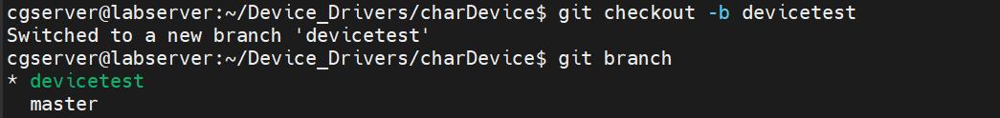 cgserver@labserver:~/Device_Drivers/charDevice$ git checkout -b devicetest
Switched to a new branch 'devicetest'
cgserver@labserver:~/Device_Drivers/charDevice$ git branch
* devicetest
  master